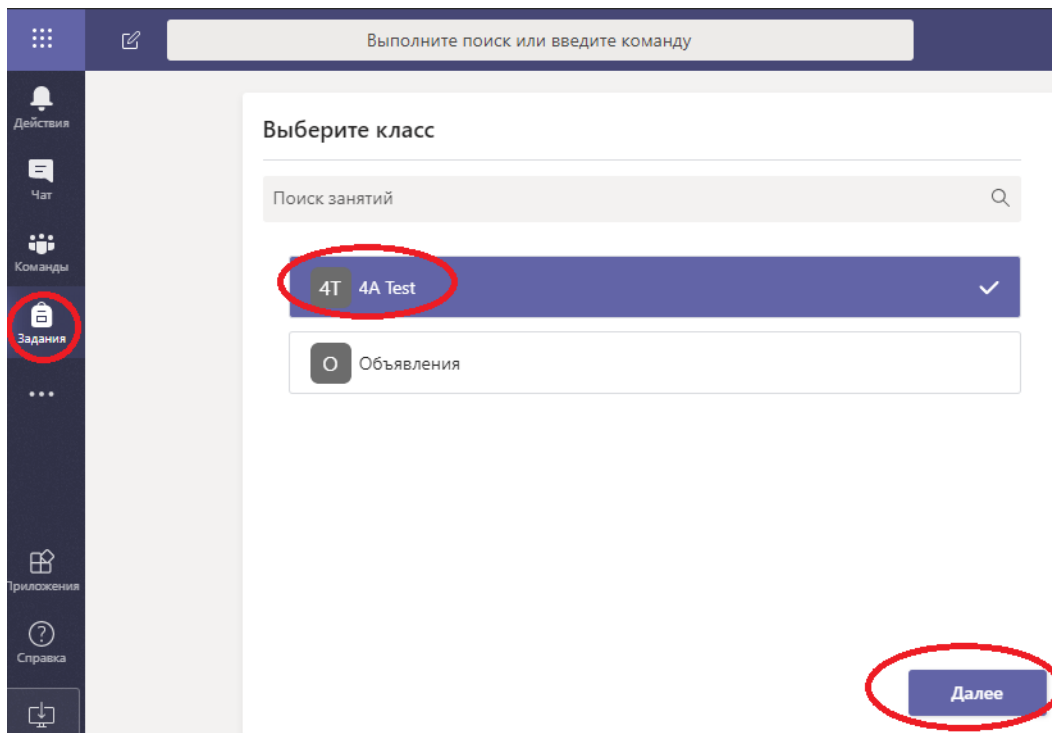 Выполните поиск или введите команду
Действия
Чат
Команды
Задания
Приложения
Справка
Выберите класс
Поиск занятий
4T 4A Test
О Объявления
Далее